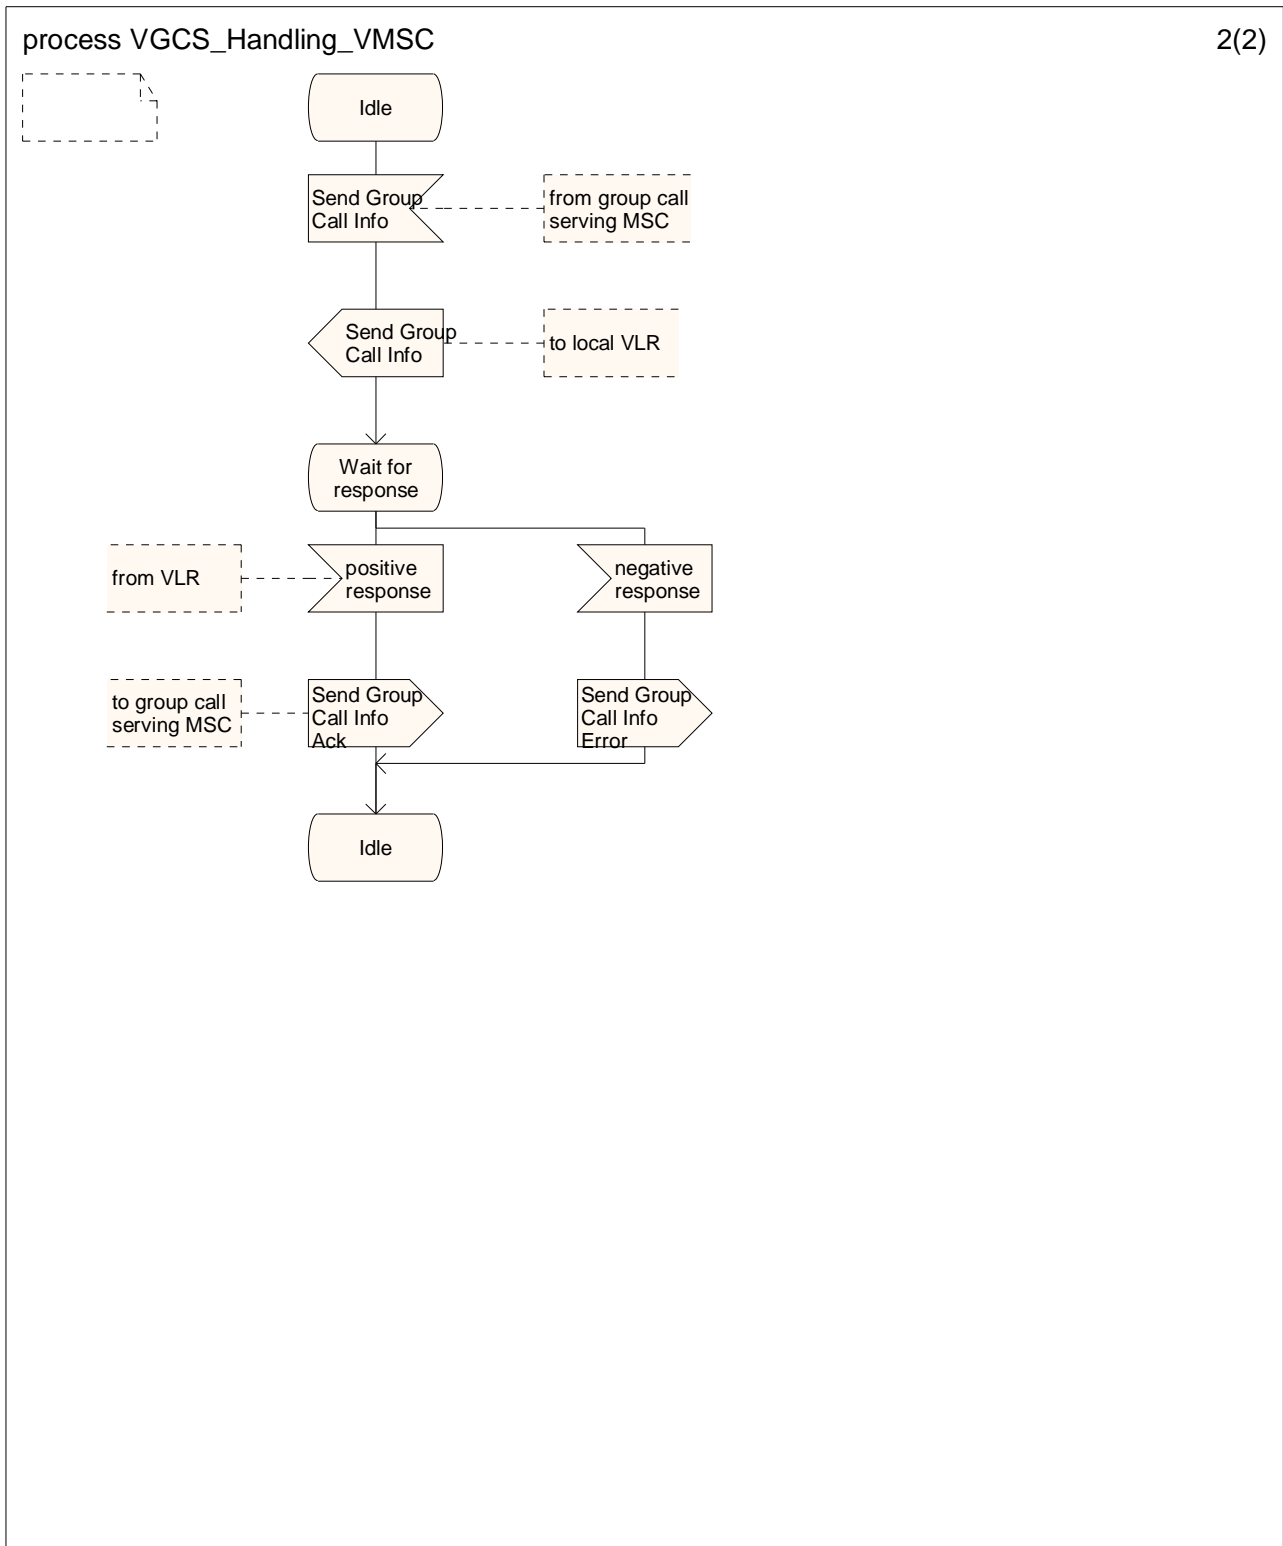 process VGCS_Handling_VMSC
2(2)
Idle
Send Group
Call Info
from group call
serving MSC
Send Group
Call Info
to local VLR
Wait for
response
from VLR
positive
response
negative
response
to group call
serving MSC
Send Group
Call Info
Ack
Send Group
Call Info
Error
Idle